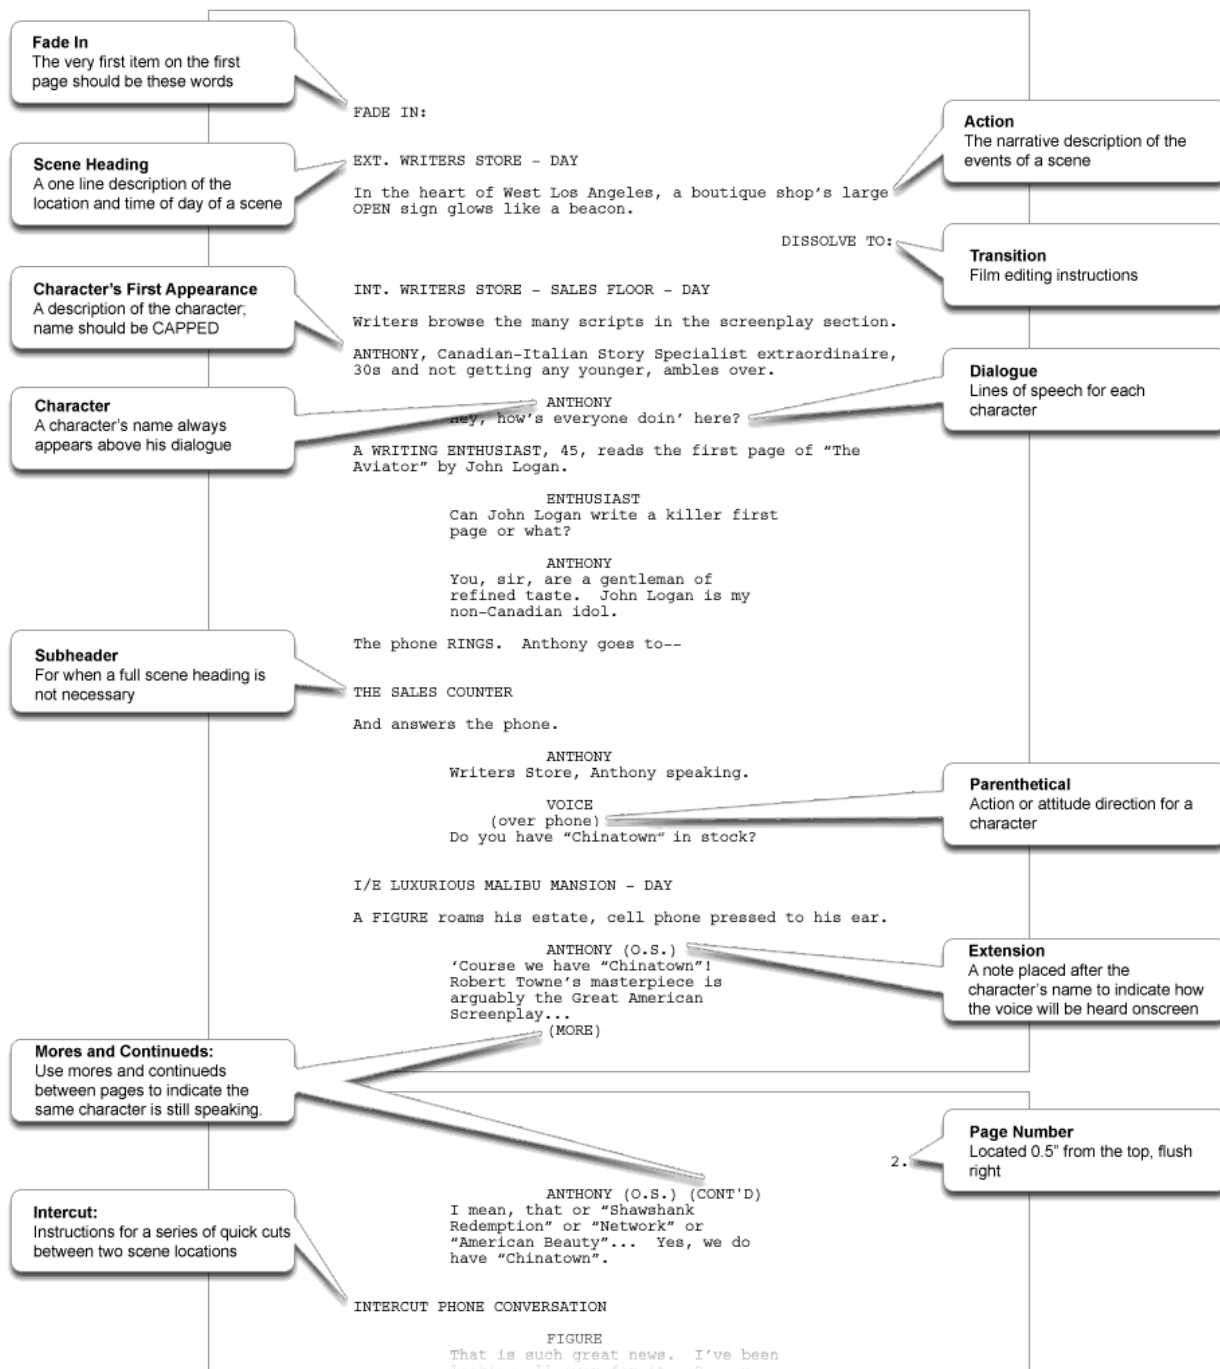 Fade In
The very first item on the first
page should be these words
FADE IN:
Action
The narrative description of the
events of a scene
Scene Heading
A one line description of the
location and time of day of a scene
EXT. WRITERS STORE - DAY
In the heart of West Los Angeles, a boutique shop's large
OPEN sign glows like a beacon.
DISSOLVE TO:
Transition
Film editing instructions
Character's First Appearance
A description of the character;
name should be CAPPED
INT. WRITERS STORE - SALES FLOOR - DAY
Writers browse the many scripts in the screenplay section.
ANTHONY, Canadian-Italian Story Specialist extraordinaire,
30s and not getting any younger, ambles over.
Dialogue
Lines of speech for each
character
Character
A character's name always
appears above his dialogue
ANTHONY
Hey, how's everyone doin' here?
A WRITING ENTHUSIAST, 45, reads the first page of "The
Aviator" by John Logan.
ENTHUSIAST
Can John Logan write a killer first
page or what?
ANTHONY
You, sir, are a gentleman of
refined taste.  John Logan is my
non-Canadian idol.
The phone RINGS.  Anthony goes to--
Subheader
For when a full scene heading is
not necessary
THE SALES COUNTER
And answers the phone.
ANTHONY
Writers Store, Anthony speaking.
VOICE
(over phone)
Do you have "Chinatown" in stock?
Parenthetical
Action or attitude direction for a
character
I/E LUXURIOUS MALIBU MANSION - DAY
A FIGURE roams his estate, cell phone pressed to his ear.
ANTHONY (O.S.)
'Course we have "Chinatown"!
Robert Towne's masterpiece is
arguably the Great American
Screenplay...
(MORE)
Extension
A note placed after the
character's name to indicate how
the voice will be heard onscreen
Mores and Continueds:
Use mores and continueds
between pages to indicate the
same character is still speaking.
Page Number
Located 0.5" from the top, flush
right
2.
ANTHONY (O.S.) (CONT'D)
I mean, that or "Shawshank
Redemption" or "Network" or
"American Beauty"...  Yes, we do
have "Chinatown".
Intercut:
Instructions for a series of quick cuts
between two scene locations
INTERCUT PHONE CONVERSATION
FIGURE
That is such great news.  I've been